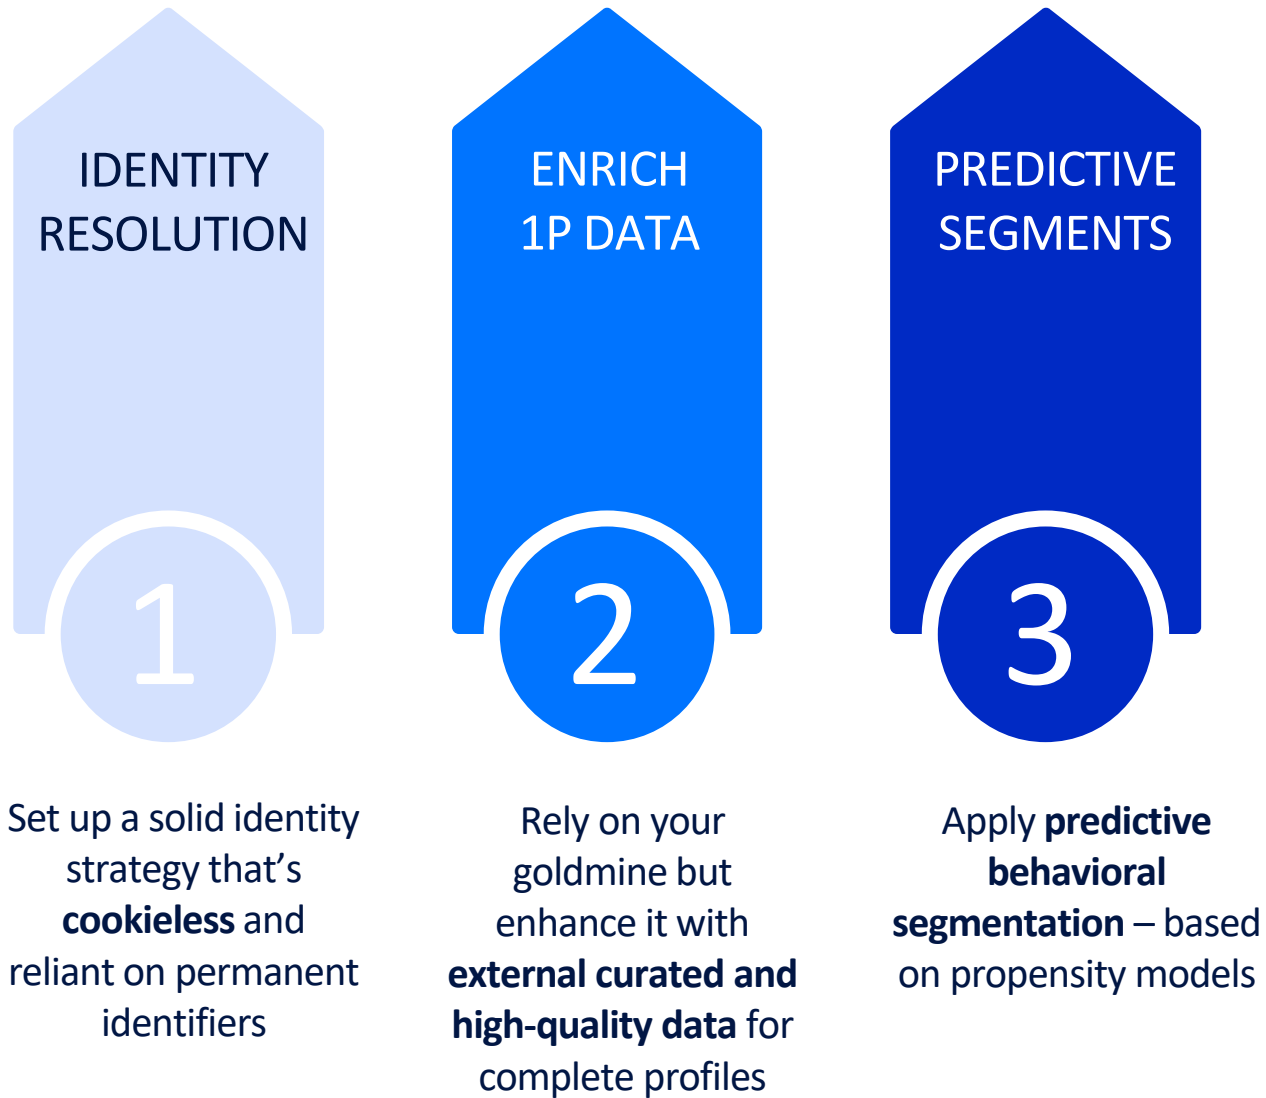 IDENTITY
RESOLUTION
1
Set up a solid identity
strategy that’s
cookieless and
reliant on permanent
identifiers
ENRICH
1P DATA
2
Rely on your
goldmine but
enhance it with
external curated and
high-quality data for
complete profiles
PREDICTIVE
SEGMENTS
3
Apply predictive
behavioral
segmentation – based
on propensity models